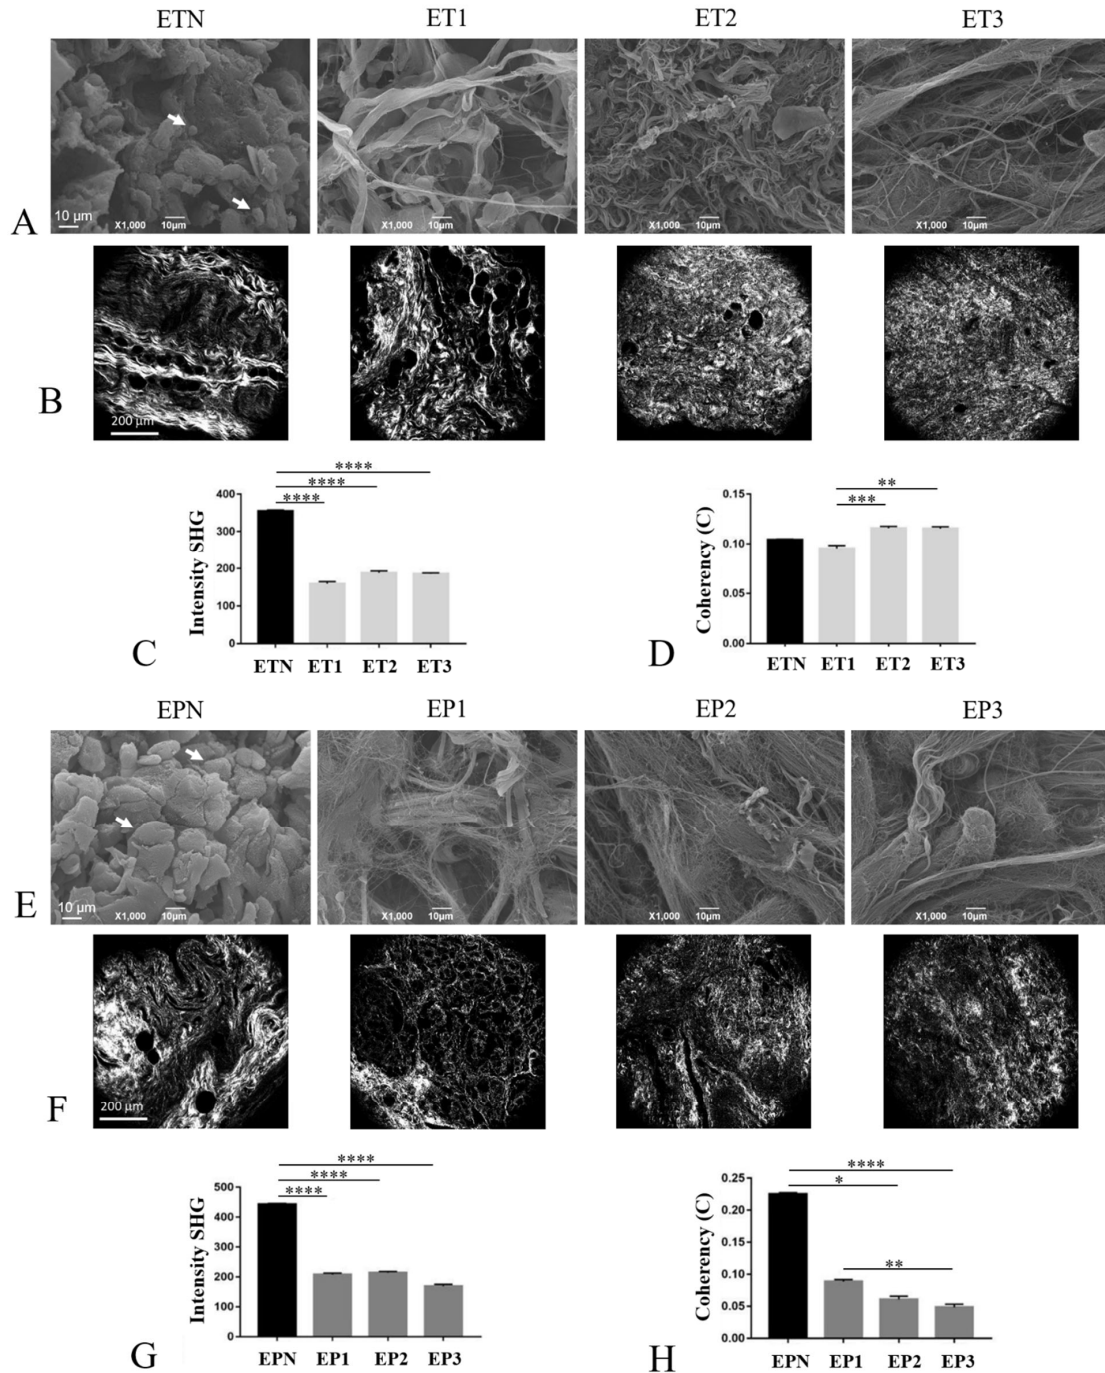 ETN ET1 ET2 ET3
A
10 µm X1,000 10µm X1,000 10µm X1,000 10µm X1,000 10µm
B
200 µm
**** ****
**** **
**** ***
Intensity SHG
400
300
200
100
0
ETN ET1 ET2 ET3
C
Coherency (C)
0.15
0.10
0.05
0.00
ETN ET1 ET2 ET3
D
EPN EP1 EP2 EP3
E
10 µm X1,000 10µm X1,000 10µm X1,000 10µm X1,000 10µm
F
200 µm
****
****
****
Intensity SHG
500
400
300
200
100
0
EPN EP1 EP2 EP3
G
****
*
**
Coherency (C)
0.25
0.20
0.15
0.10
0.05
0.00
EPN EP1 EP2 EP3
H